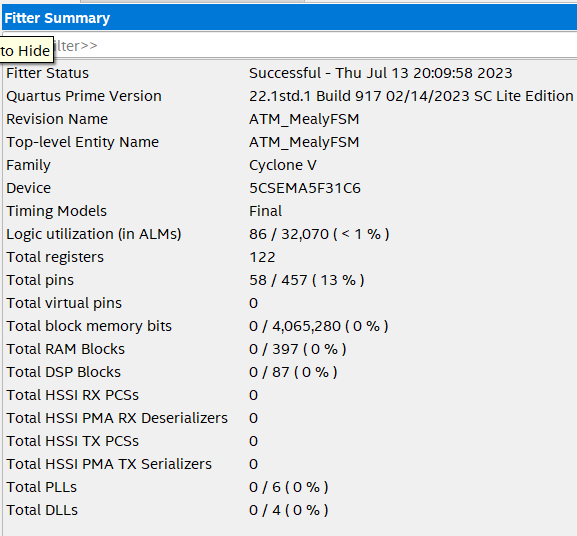 Fitter Summary
to Hide
ilter>>
Fitter Status Successful - Thu Jul 13 20:09:58 2023
Quartus Prime Version 22.1std.1 Build 917 02/14/2023 SC Lite Edition
Revision Name ATM_MealyFSM
Top-level Entity Name ATM_MealyFSM
Family Cyclone V
Device 5CSEMA5F31C6
Timing Models Final
Logic utilization (in ALMs) 86 / 32,070 ( < 1 % )
Total registers 122
Total pins 58 / 457 ( 13 % )
Total virtual pins 0
Total block memory bits 0 / 4,065,280 ( 0 % )
Total RAM Blocks 0 / 397 ( 0 % )
Total DSP Blocks 0 / 87 ( 0 % )
Total HSSI RX PCSs 0
Total HSSI PMA RX Deserializers 0
Total HSSI TX PCSs 0
Total HSSI PMA TX Serializers 0
Total PLLs 0 / 6 ( 0 % )
Total DLLs 0 / 4 ( 0 % )